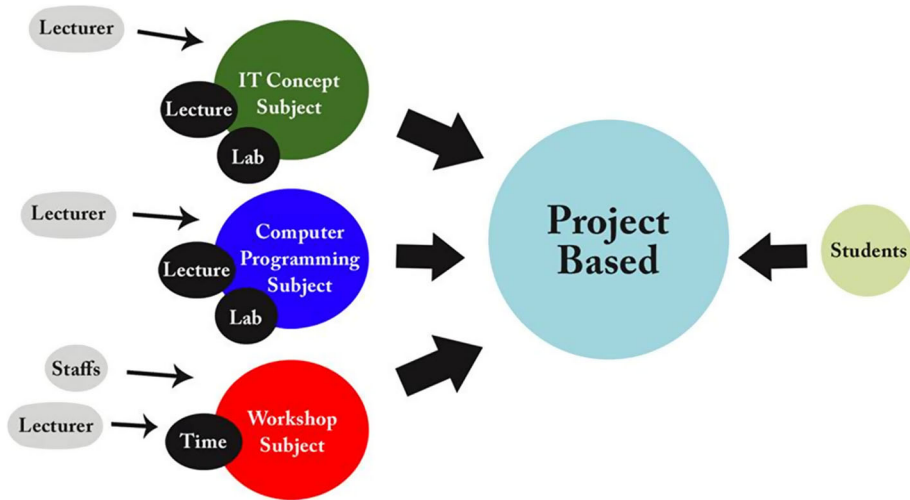 Lecturer
IT Concept
Subject
Lecture
Lab
Lecturer
Computer
Programming
Subject
Lecture
Lab
Staffs
Lecturer
Time
Workshop
Subject
Project
Based
Students